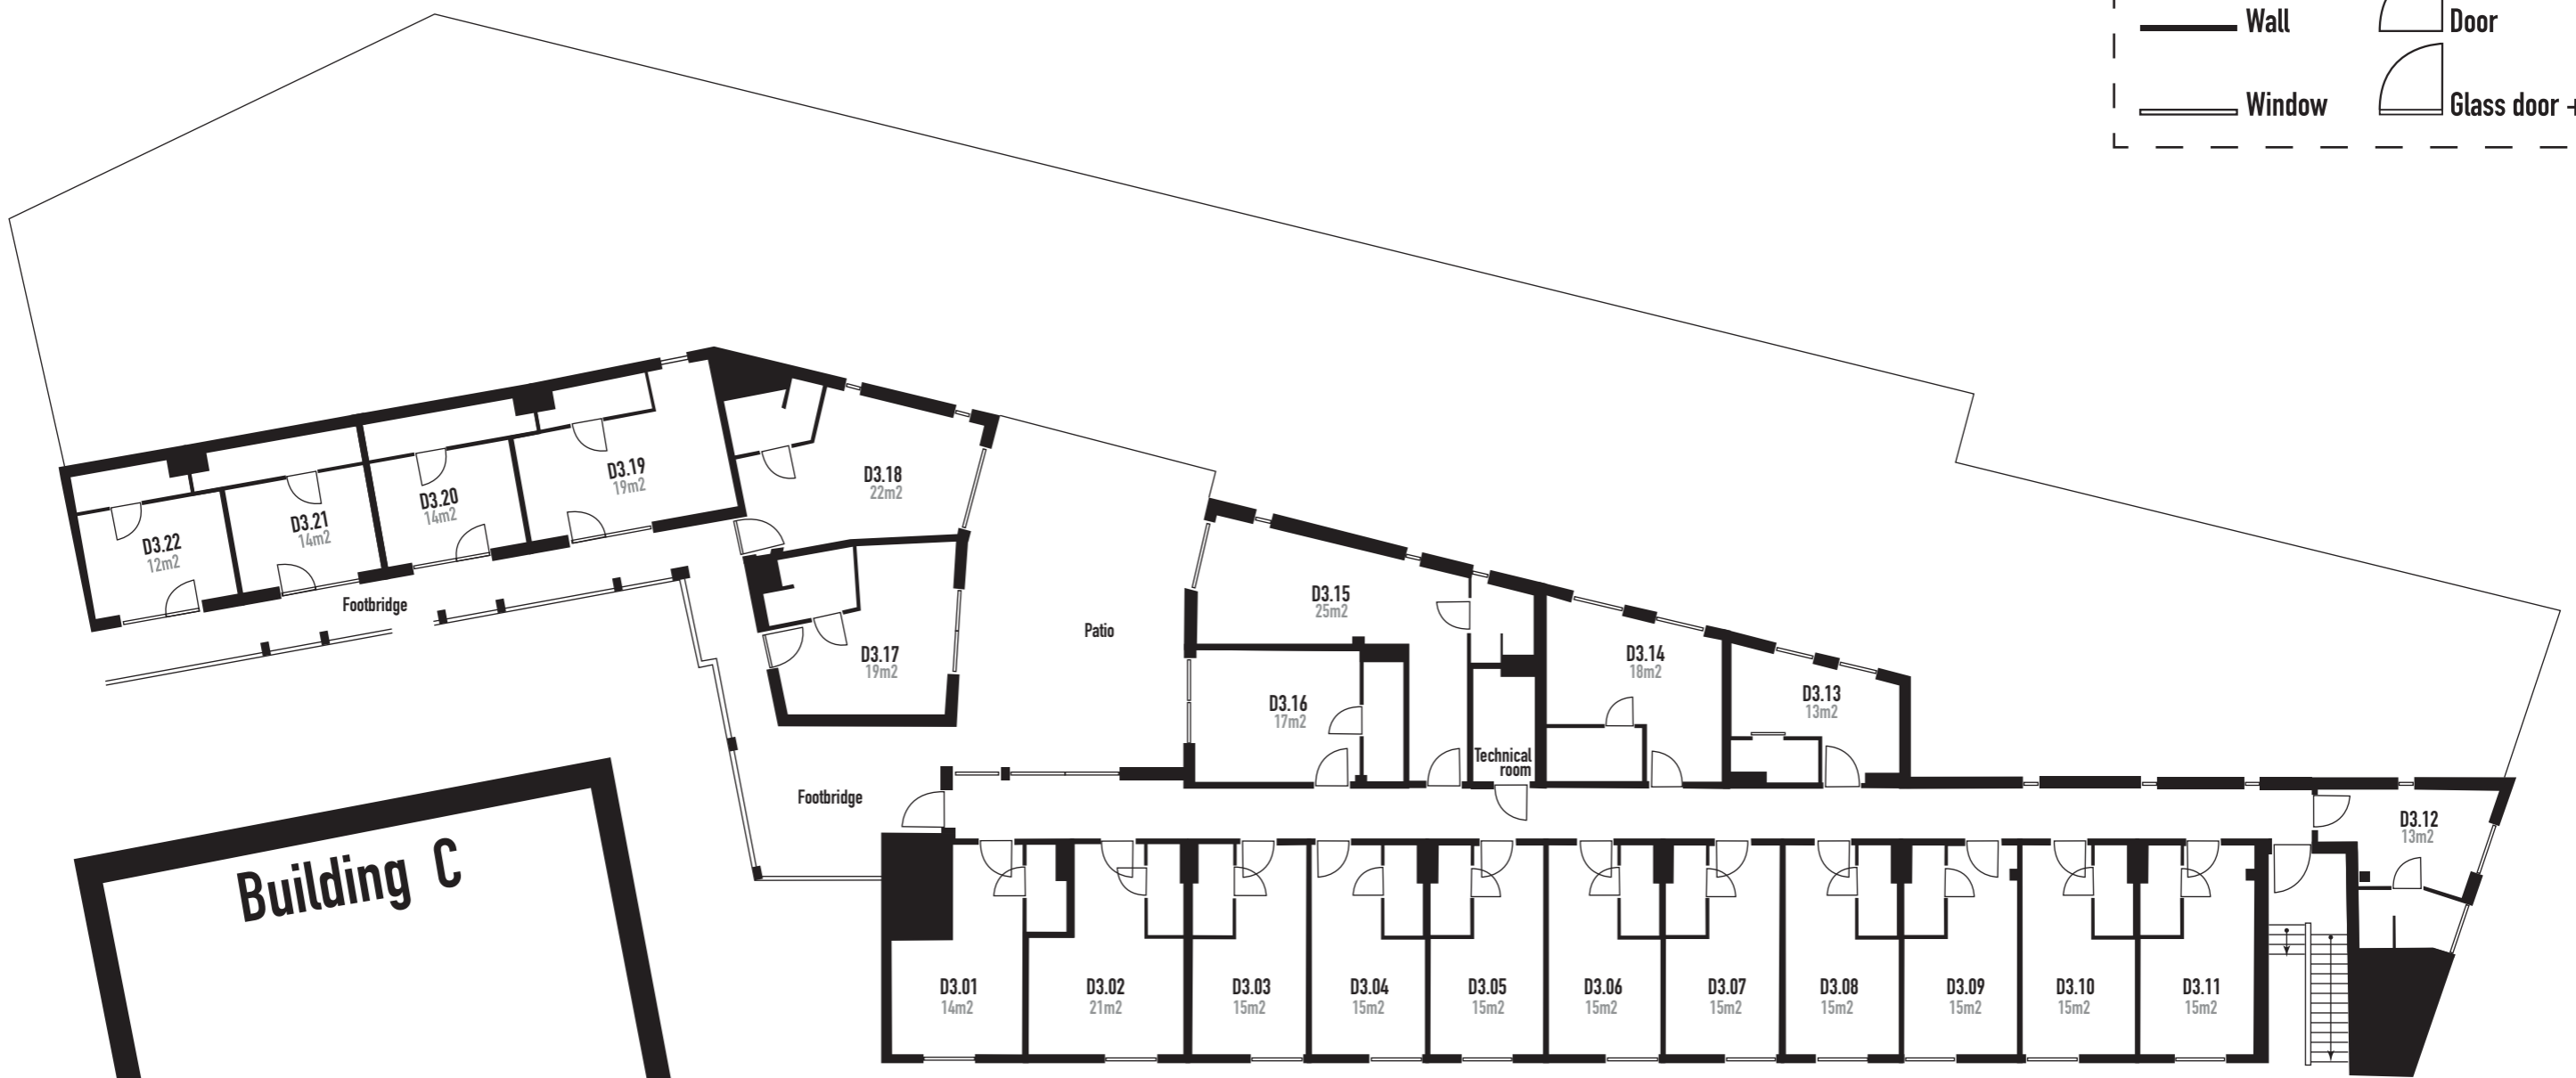 Wall
Door
Window
Glass door +
D3.19
19m2
D3.18
22m2
D3.20
14m2
D3.21
14m2
D3.22
12m2
Footbridge
D3.15
25m2
Patio
D3.17
19m2
D3.14
18m2
D3.16
17m2
D3.13
13m2
Technical
room
Footbridge
D3.12
13m2
Building C
D3.01
14m2
D3.02
21m2
D3.03
15m2
D3.04
15m2
D3.05
15m2
D3.06
15m2
D3.07
15m2
D3.08
15m2
D3.09
15m2
D3.10
15m2
D3.11
15m2